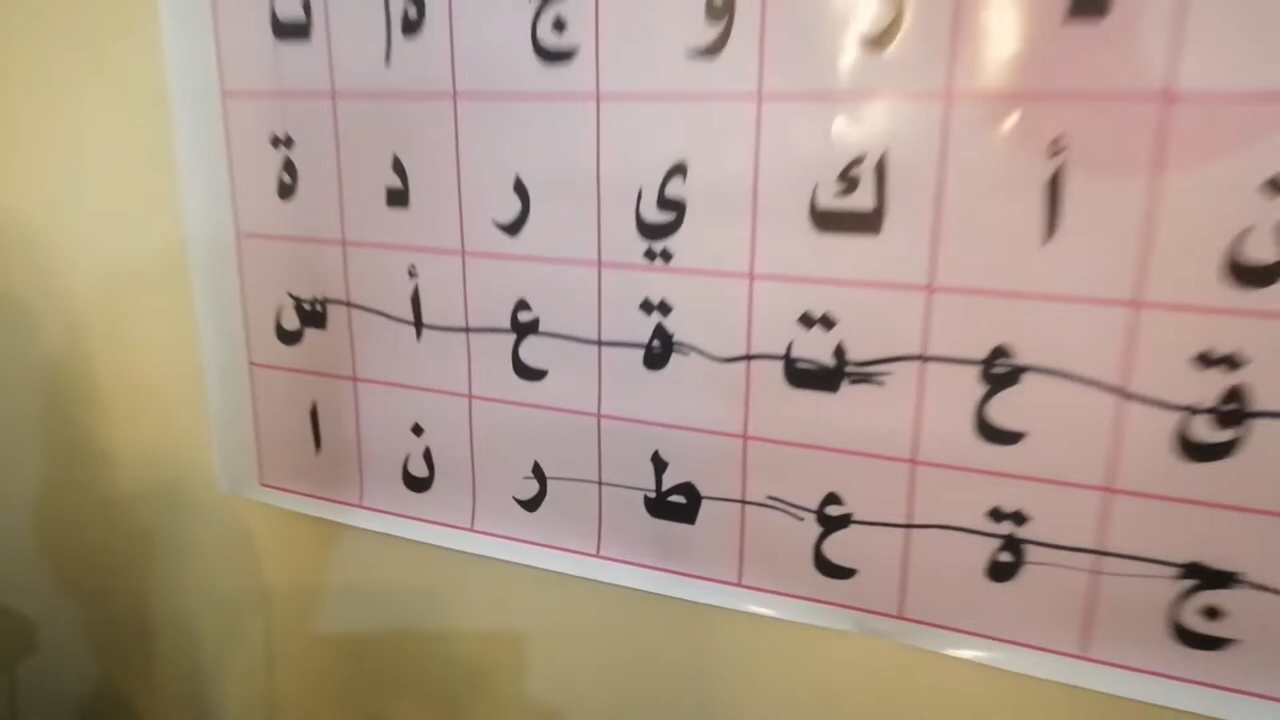 و ج
أ ك ي ر د ة
ق ع ت ة ع أ س
ج ة ع ط ر ن ا